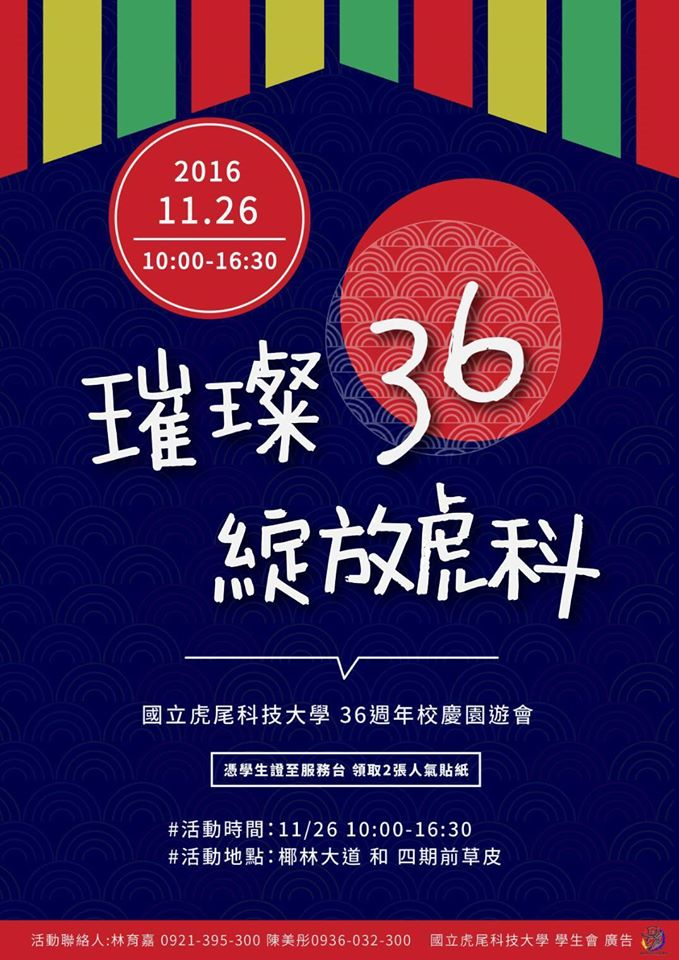 2016
11.26
10:00-16:30
璀璨 36
綻放虎科
國立虎尾科技大學 36週年校慶園遊會
憑學生證至服務台 領取2張人氣貼紙
#活動時間：11/26 10:00-16:30
#活動地點：椰林大道 和 四期前草皮
活動聯絡人:林育嘉 0921-395-300 陳美彤0936-032-300 國立虎尾科技大學 學生會 廣告